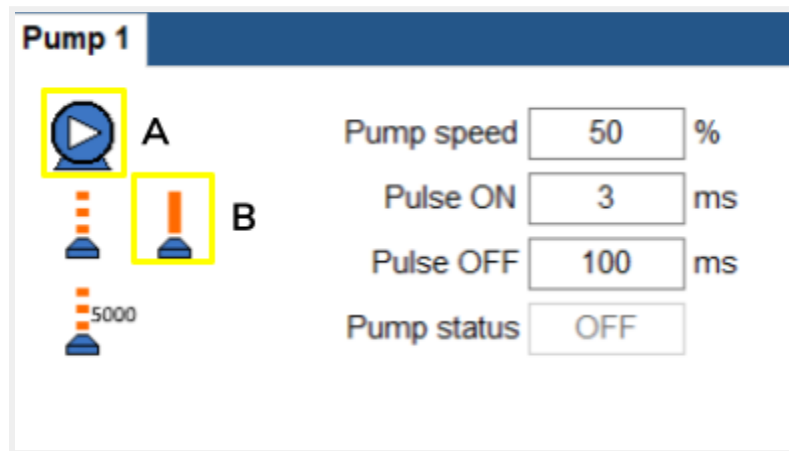 Pump 1
A
Pump speed 50 %
B
Pulse ON 3 ms
Pulse OFF 100 ms
5000
Pump status OFF